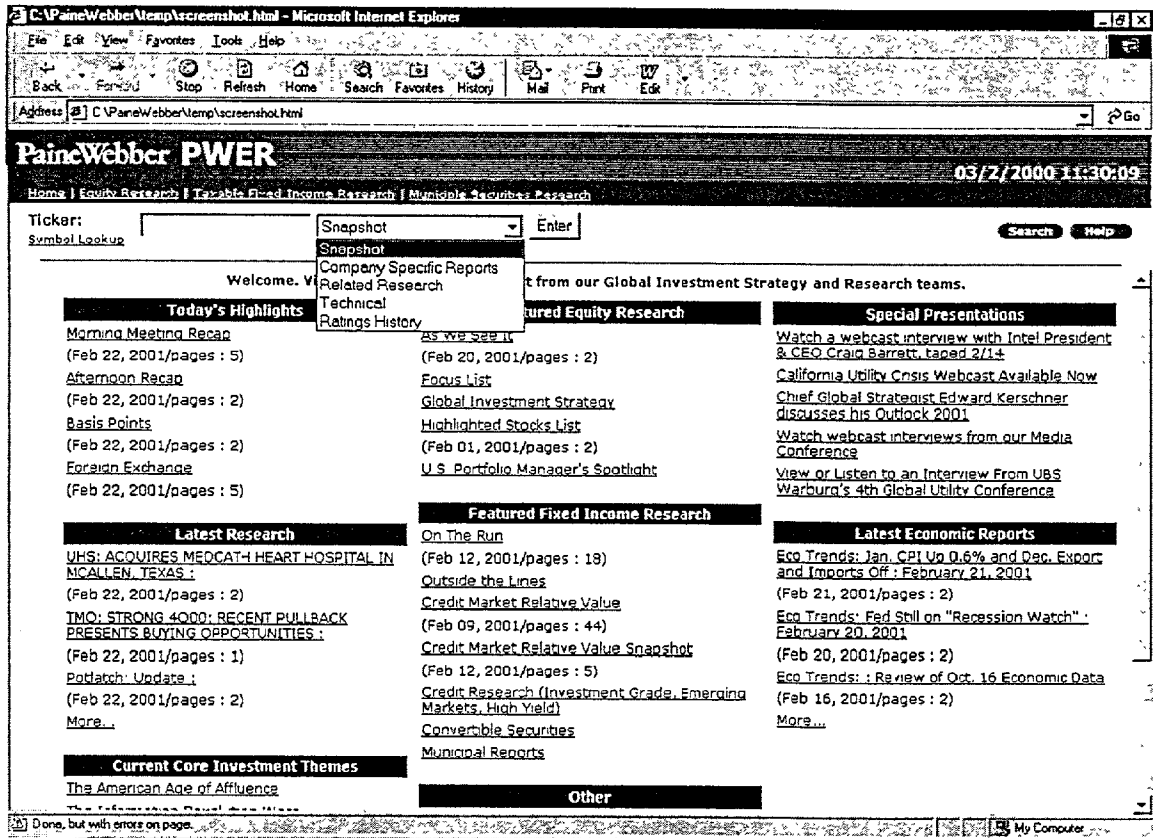 C:\PaineWebber\temp\screenshot.html - Microsoft Internet Explorer
File Edit View Favorites Tools Help
Back Forward Stop Refresh Home Search Favorites History Mail Print Edit
Address C:\PaineWebber\temp\screenshot.html Go
PaineWebber PWER
03/2/2000 11:30:09
Home | Equity Research | Taxable Fixed Income Research | Municiple Securities Research
Ticker: Snapshot Enter
Symbol Lookup
Search Help
Snapshot
Company Specific Reports
Related Research
Technical
Ratings History
Welcome. Vi t from our Global Investment Strategy and Research teams.
Today's Highlights
Morning Meeting Recap
(Feb 22, 2001/pages : 5)
Afternoon Recap
(Feb 22, 2001/pages : 2)
Basis Points
(Feb 22, 2001/pages : 2)
Foreign Exchange
(Feb 22, 2001/pages : 5)
Latest Research
UHS: ACQUIRES MEDCATH HEART HOSPITAL IN
MCALLEN, TEXAS :
(Feb 22, 2001/pages : 2)
TMO: STRONG 4Q00: RECENT PULLBACK
PRESENTS BUYING OPPORTUNITIES :
(Feb 22, 2001/pages : 1)
Potlatch: Update :
(Feb 22, 2001/pages : 2)
More. :
Current Core Investment Themes
The American Age of Affluence
tured Equity Research
As We See It
(Feb 20, 2001/pages : 2)
Focus List
Global Investment Strategy
Highlighted Stocks List
(Feb 01, 2001/pages : 2)
U S Portfolio Manager's Spotlight
Featured Fixed Income Research
On The Run
(Feb 12, 2001/pages : 18)
Outside the Lines
Credit Market Relative Value
(Feb 09, 2001/pages : 44)
Credit Market Relative Value Snapshot
(Feb 12, 2001/pages : 5)
Credit Research (Investment Grade, Emerging
Markets, High Yield)
Convertible Securities
Municipal Reports
Other
Special Presentations
Watch a webcast interview with Intel President
& CEO Craig Barrett, taped 2/14
California Utility Crisis Webcast Available Now
Chief Global Strategist Edward Kerschner
discusses his Outlook 2001
Watch webcast interviews from our Media
Conference
View or Listen to an Interview From UBS
Warburg's 4th Global Utility Conference
Latest Economic Reports
Eco Trends: Jan. CPI Up 0.6% and Dec. Export
and Imports Off : February 21, 2001
(Feb 21, 2001/pages : 2)
Eco Trends: Fed Still on "Recession Watch" :
February 20, 2001
(Feb 20, 2001/pages : 2)
Eco Trends: : Review of Oct. 16 Economic Data
(Feb 16, 2001/pages : 2)
More...
Done, but with errors on page. My Computer